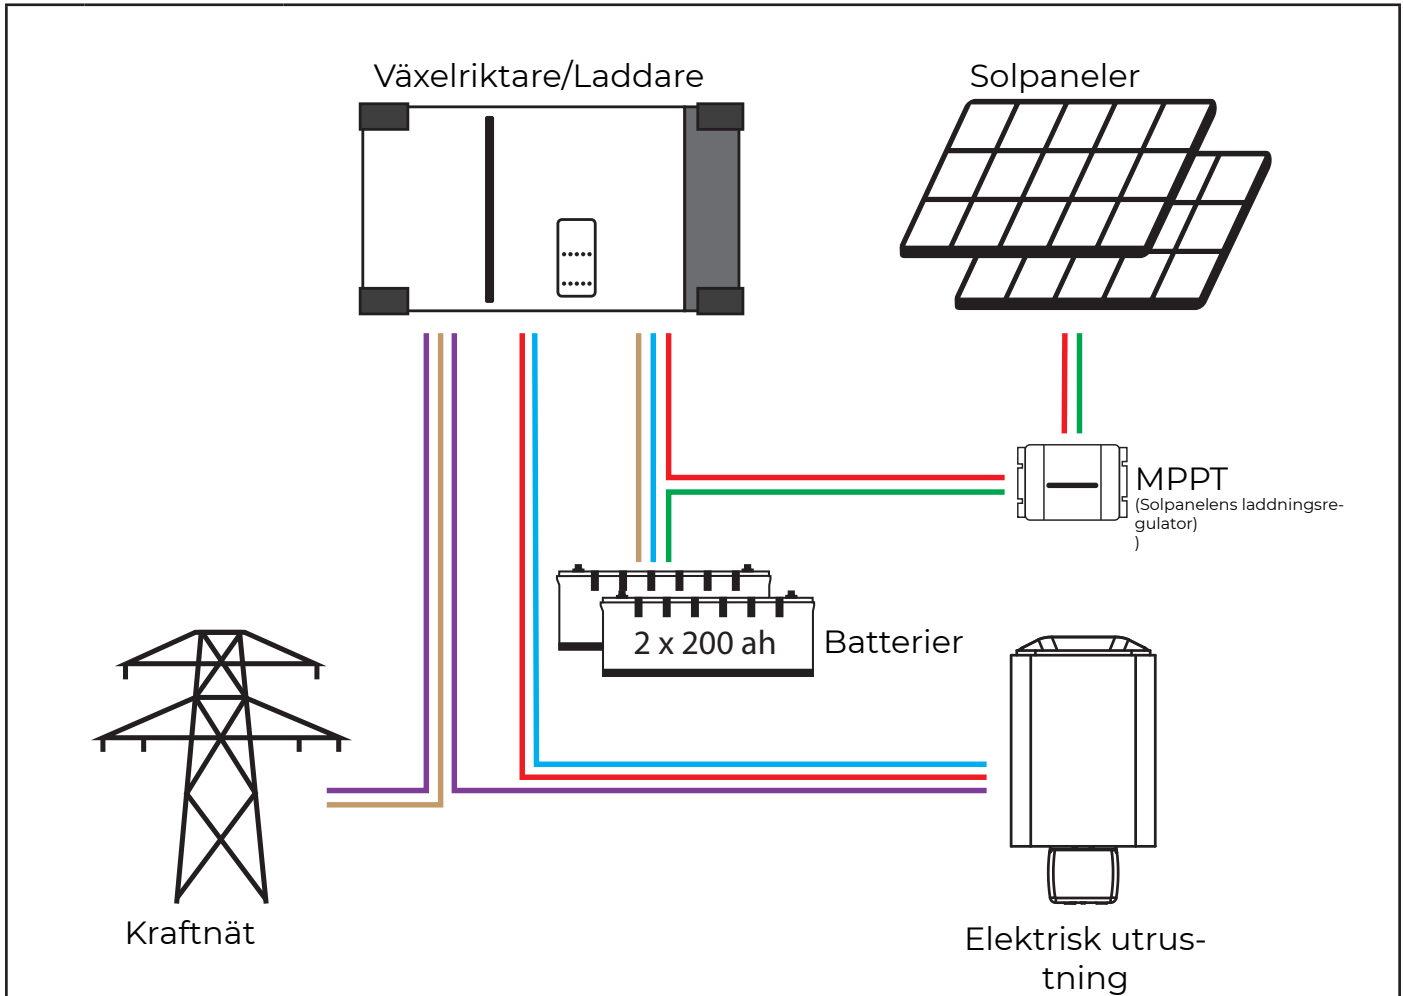 Växelriktare/Laddare
Solpaneler
MPPT
(Solpanelens laddningsre-
gulator)
)
2 x 200 ah
Batterier
Kraftnät
Elektrisk utrus-
tning